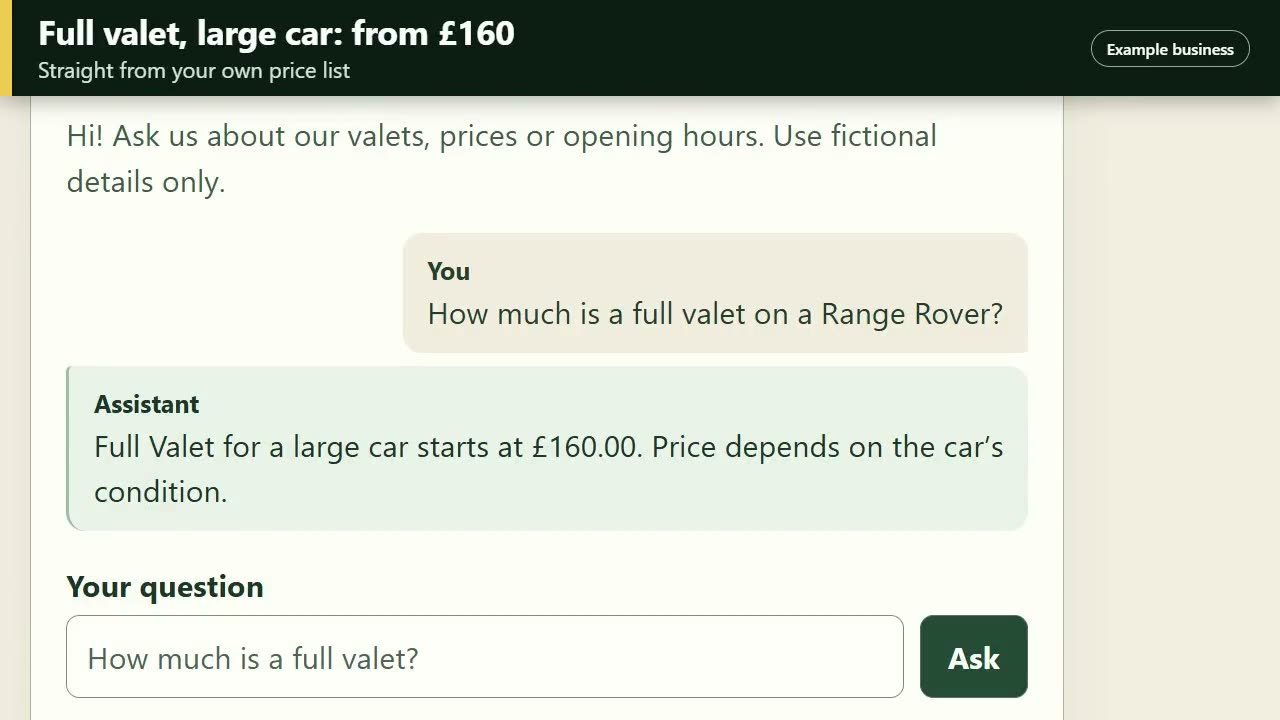 Full valet, large car: from £160
Straight from your own price list
Example business
Hi! Ask us about our valets, prices or opening hours. Use fictional
details only.
You
How much is a full valet on a Range Rover?
Assistant
Full Valet for a large car starts at £160.00. Price depends on the car’s
condition.
Your question
How much is a full valet?
Ask